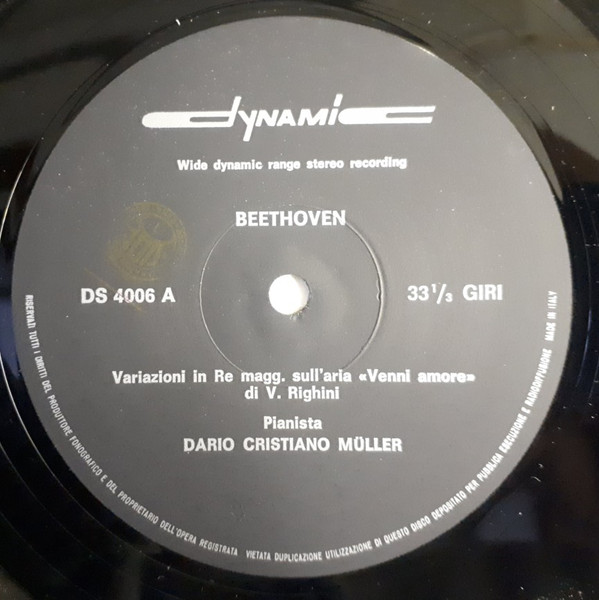 dynamic
Wide dynamic range stereo recording
BEETHOVEN
DS 4006 A
33 1/3 GIRI
Variazioni in Re magg. sull'aria «Venni amore»
di V. Righini
Pianista
DARIO CRISTIANO MÜLLER
RISERVATI TUTTI I DIRITTI DEL PRODUTTORE FONOGRAFICO E DEL PROPRIETARIO DELL'OPERA REGISTRATA VIETATA DUPLICAZIONE UTILIZZAZIONE DI QUESTO DISCO DEPOSITATO PER PUBBLICA ESECUZIONE E RADIODIFFUSIONE MADE IN ITALY